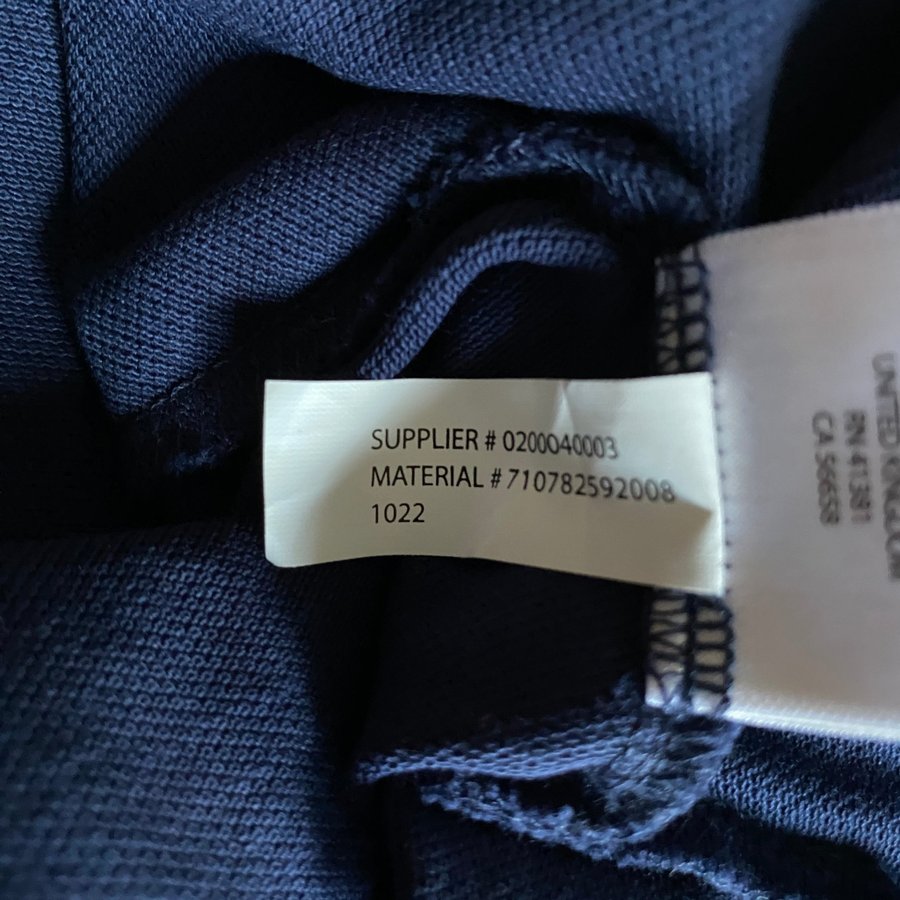 SUPPLIER # 0200040003
MATERIAL # 710782592008
1022
UNITED KINGDOM
RN 41381
CA 56658